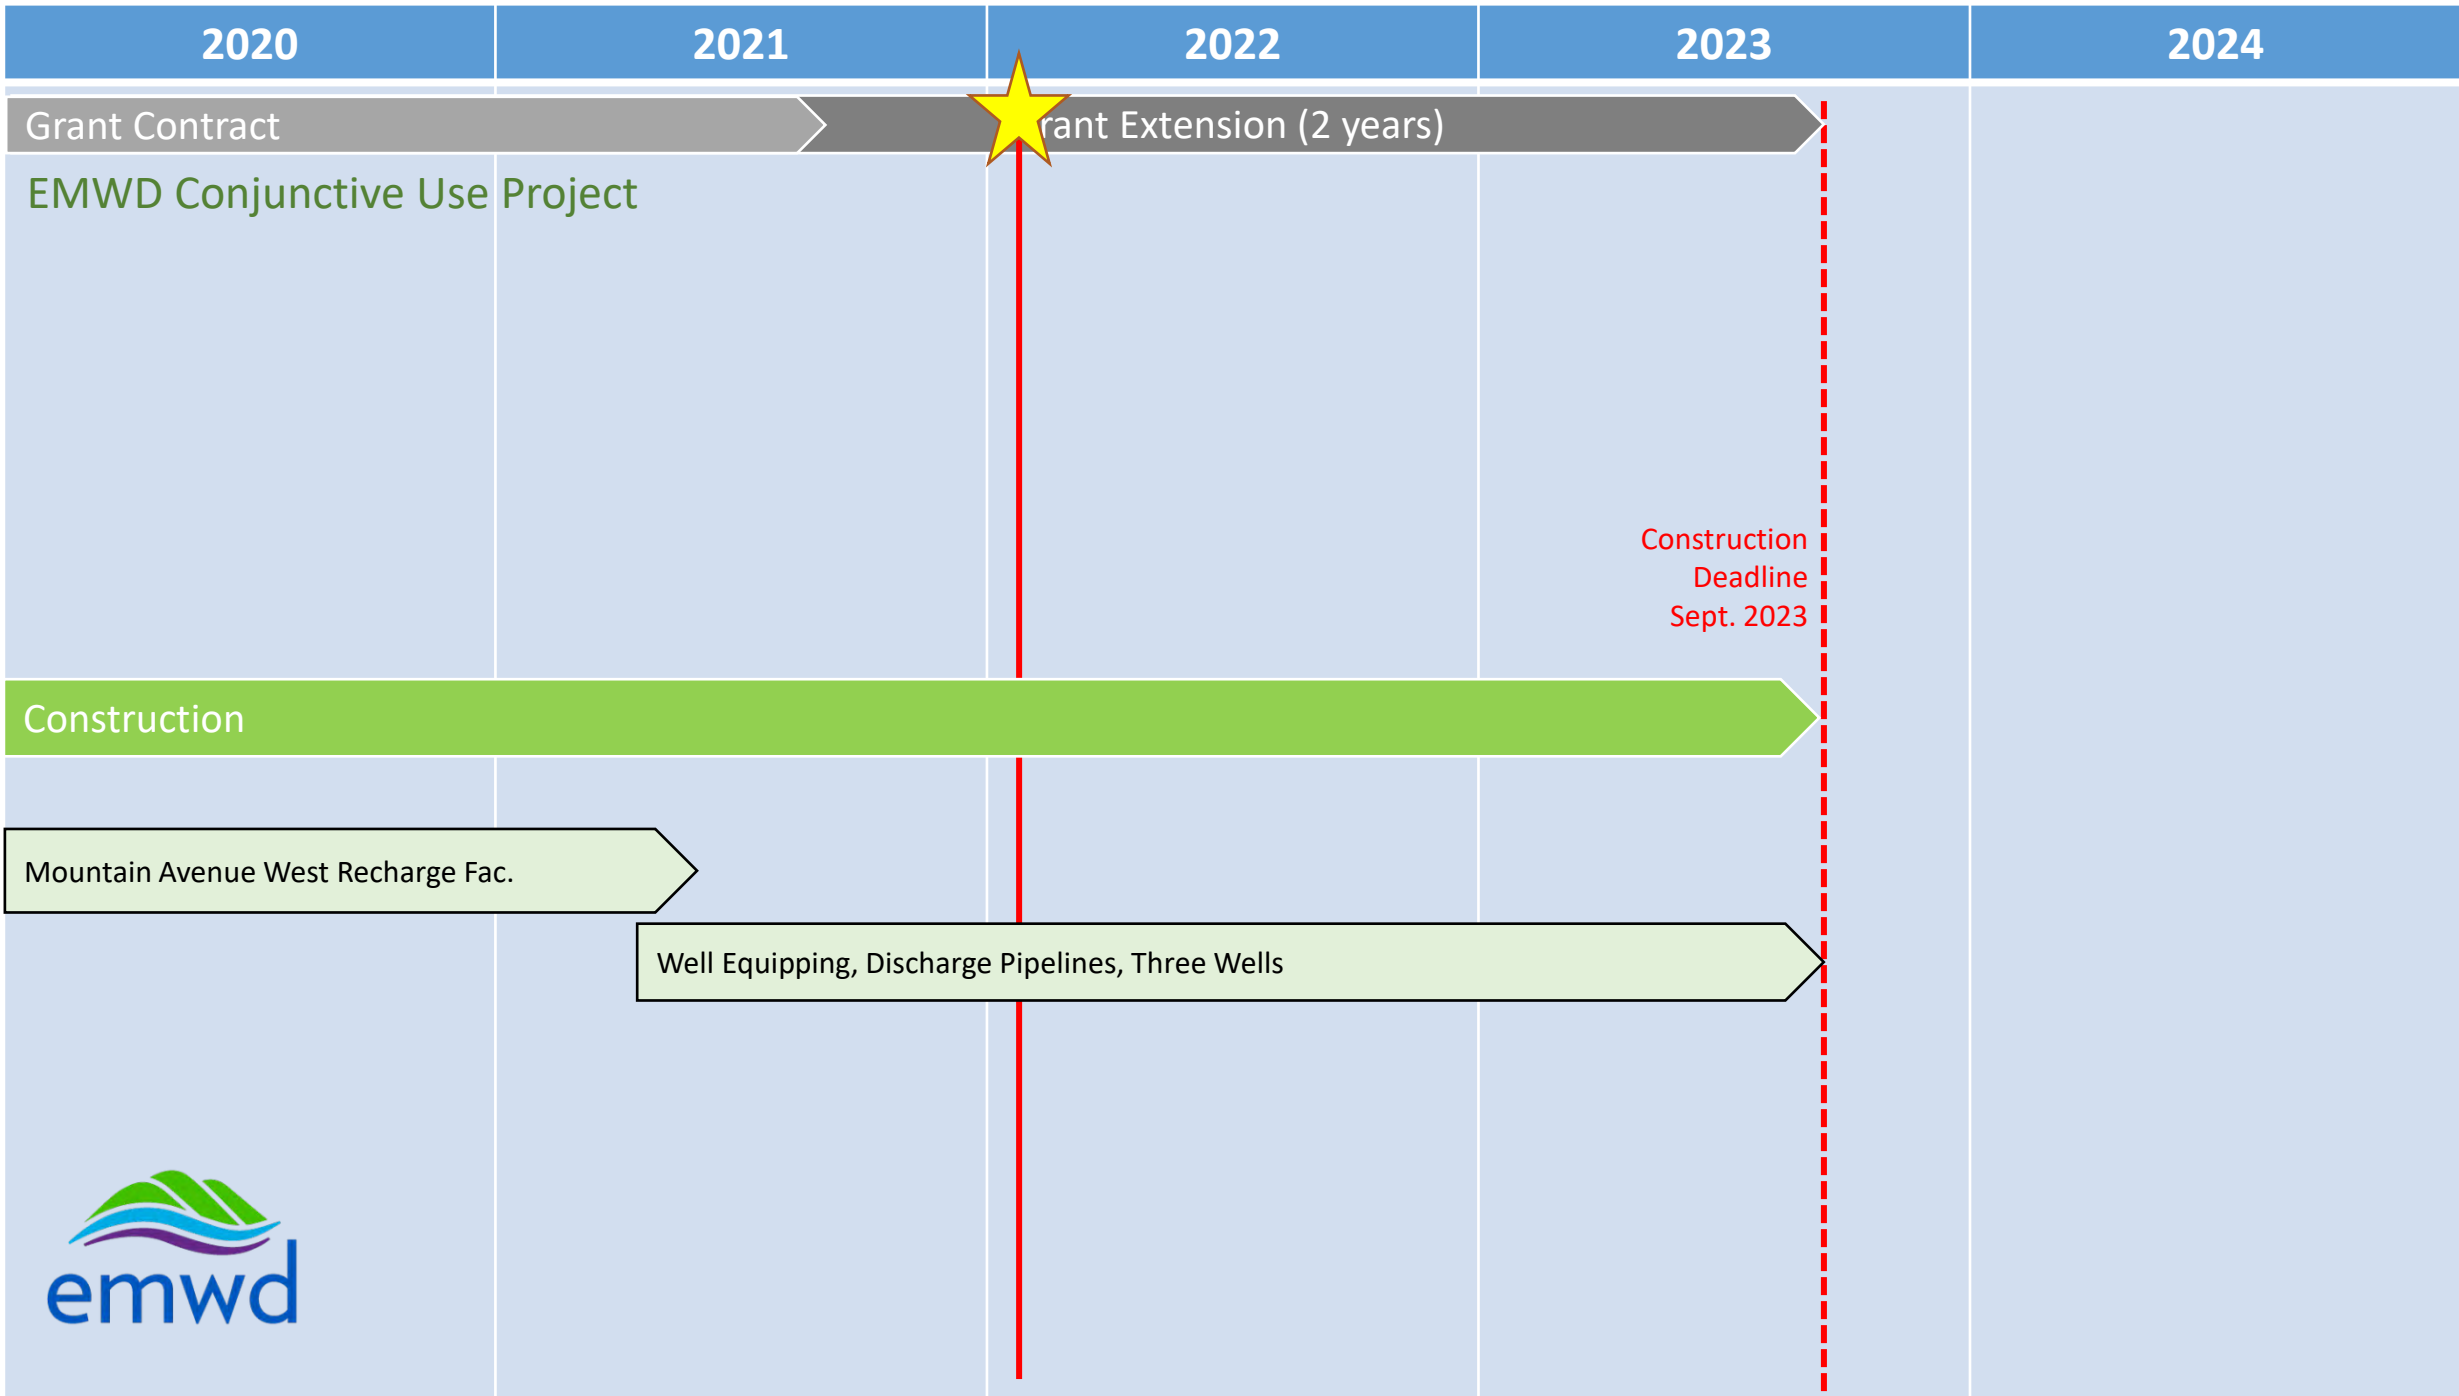 2020 2021 2022 2023 2024
Grant Contract
rant Extension (2 years)
EMWD Conjunctive Use Project
Construction
Deadline
Sept. 2023
Construction
Mountain Avenue West Recharge Fac.
Well Equipping, Discharge Pipelines, Three Wells
emwd